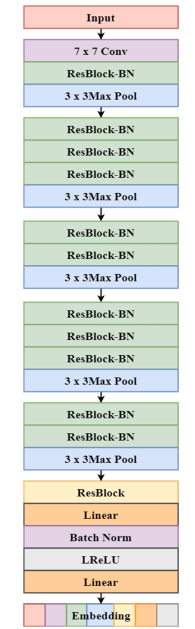 Input
7 x 7 Conv
ResBlock-BN
3 x 3Max Pool
ResBlock-BN
ResBlock-BN
ResBlock-BN
3 x 3Max Pool
ResBlock-BN
ResBlock-BN
3 x 3Max Pool
ResBlock-BN
ResBlock-BN
ResBlock-BN
3 x 3Max Pool
ResBlock-BN
ResBlock-BN
3 x 3Max Pool
ResBlock
Linear
Batch Norm
LReLU
Linear
Embedding